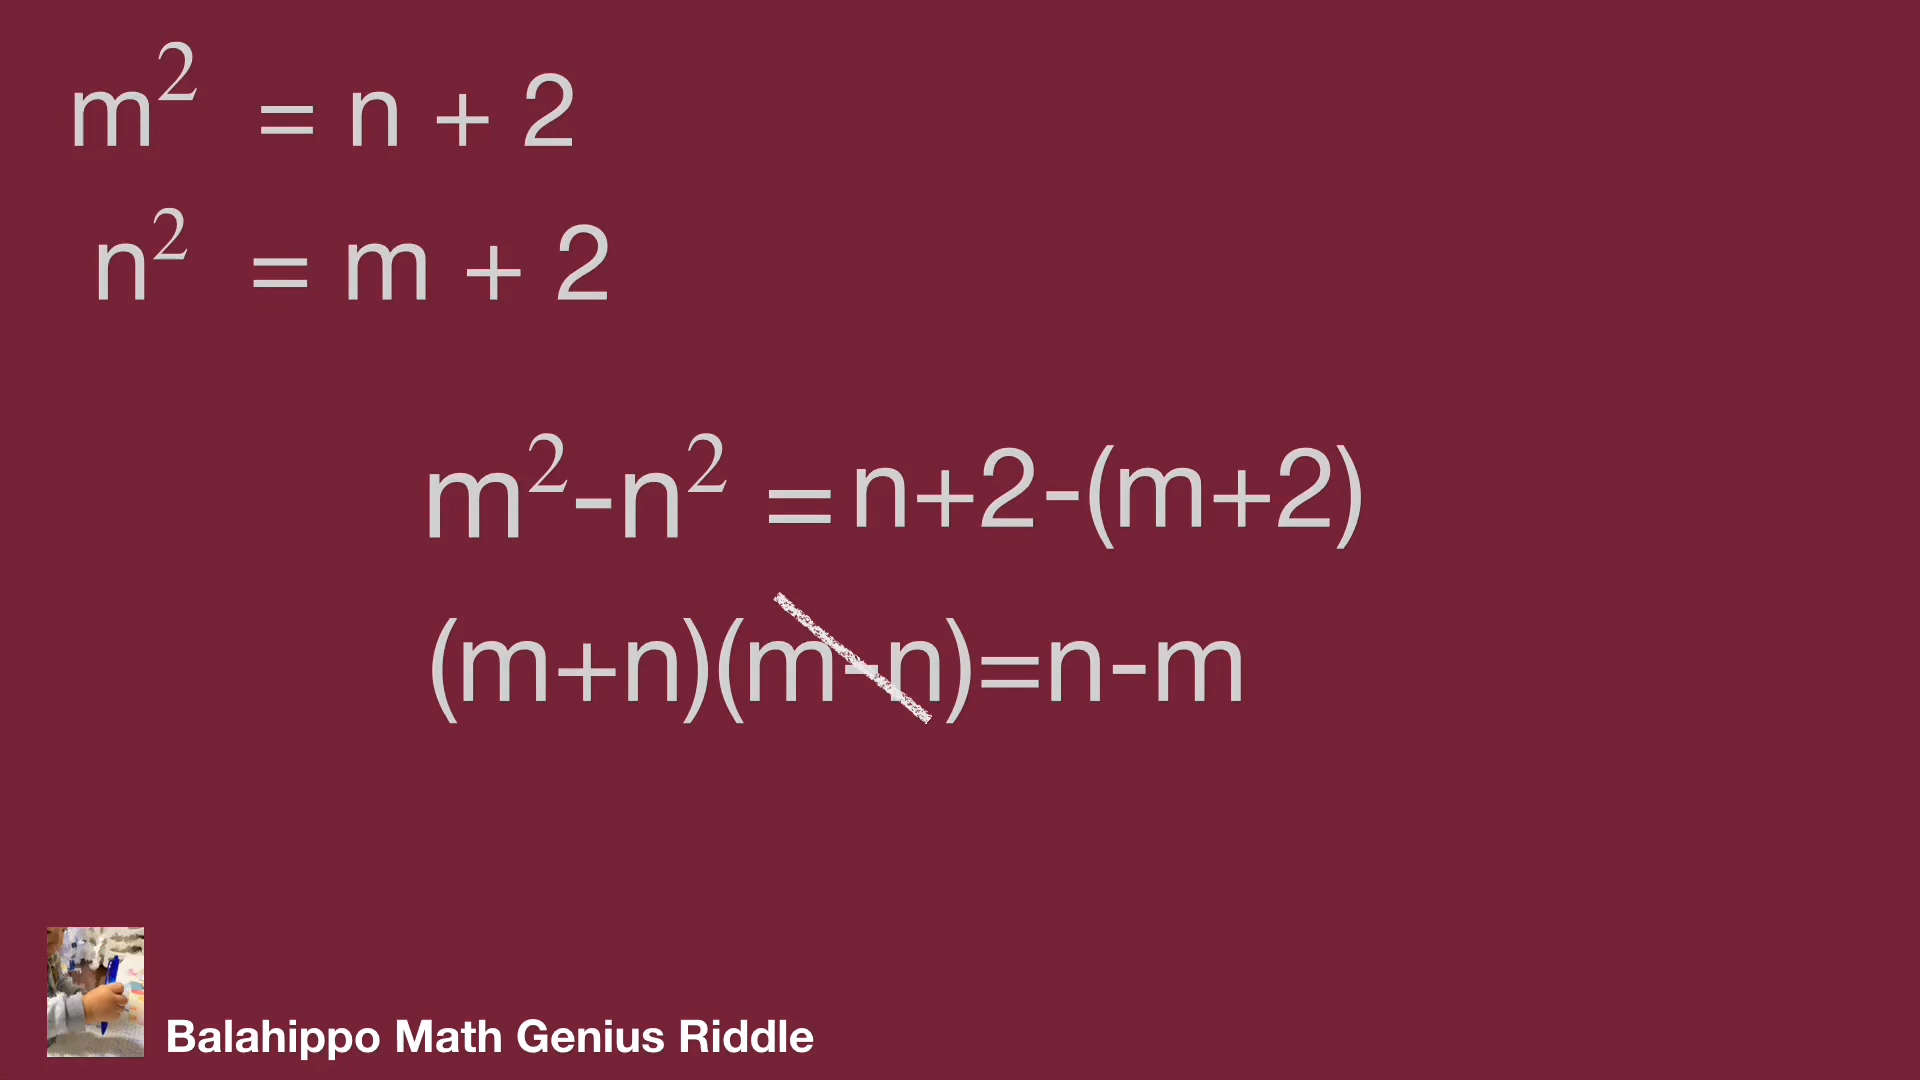 m² = n + 2
n² = m + 2
m²-n² = n+2-(m+2)
(m+n)(m-n)=n-m
Balahippo Math Genius Riddle